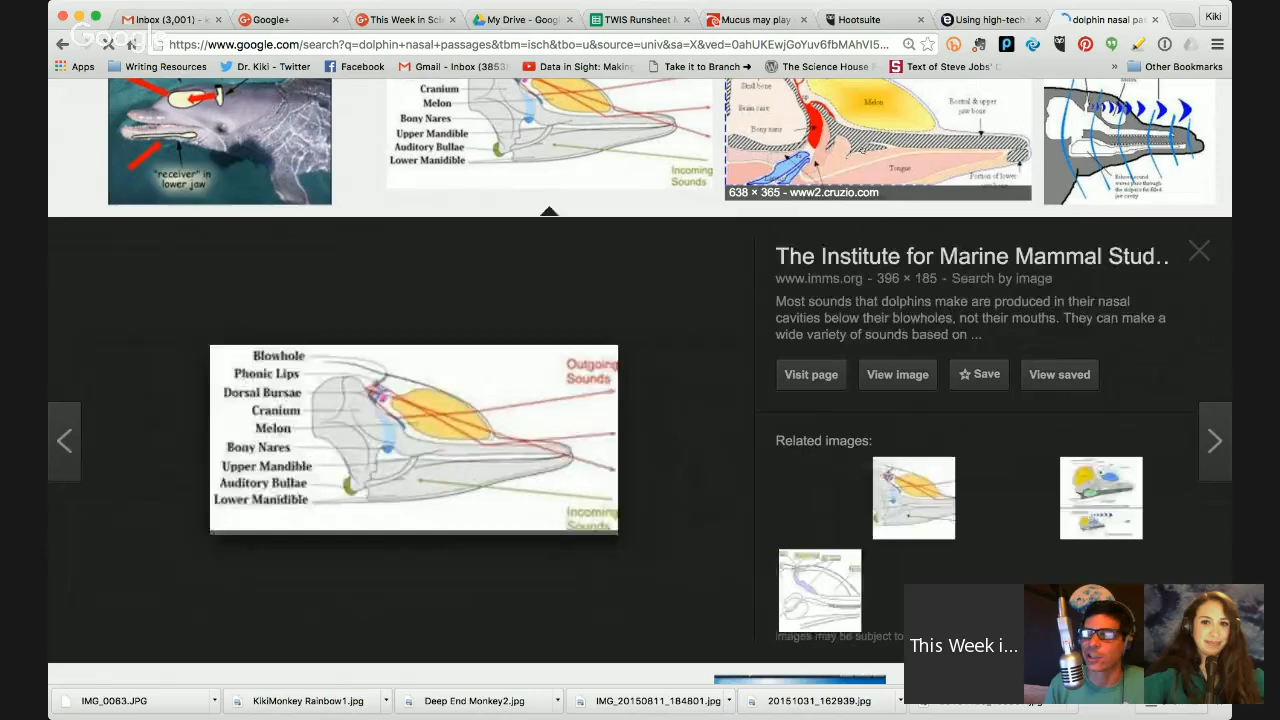 Inbox (3,001) - k
Google+
This Week in Sci
My Drive - Goog
TWIS Runsheet M
Mucus may play
Hootsuite
Using high-tech
dolphin nasal pas
Kiki
Google
https://www.google.com/search?q=dolphin+nasal+passages&tbm=isch&tbo=u&source=univ&sa=X&ved=0ahUKEwjGoYuv6fbMAhVI5...
Apps
Writing Resources
Dr. Kiki - Twitter
Facebook
Gmail - Inbox (3853
Data in Sight: Making
Take it to Branch →
The Science House
Text of Steve Jobs'
»
Other Bookmarks
"receiver" in
lower jaw
Cranium
Melon
Bony Nares
Upper Mandible
Auditory Bullae
Lower Manidible
Incoming
Sounds
Skull bone
Brain cave
Bony nares
Melon
Rostral & upper
jaw bone
Tongue
Portion of lower
638 × 365 - www2.cruzio.com
The Institute for Marine Mammal Stud…
www.imms.org - 396 × 185 - Search by image
Most sounds that dolphins make are produced in their nasal
cavities below their blowholes, not their mouths. They can make a
wide variety of sounds based on ...
Visit page
View image
Save
View saved
Related images:
Blowhole
Phonic Lips
Dorsal Bursae
Cranium
Melon
Bony Nares
Upper Mandible
Auditory Bullae
Lower Manidible
Outgoing
Sounds
Incoming
Sounds
Images may be subject to
This Week i...
IMG_0063.JPG
KikiMonkey Rainbow1.jpg
Deep End Monkey2.jpg
IMG_20150811_184801.jpg
20151031_162939.jpg